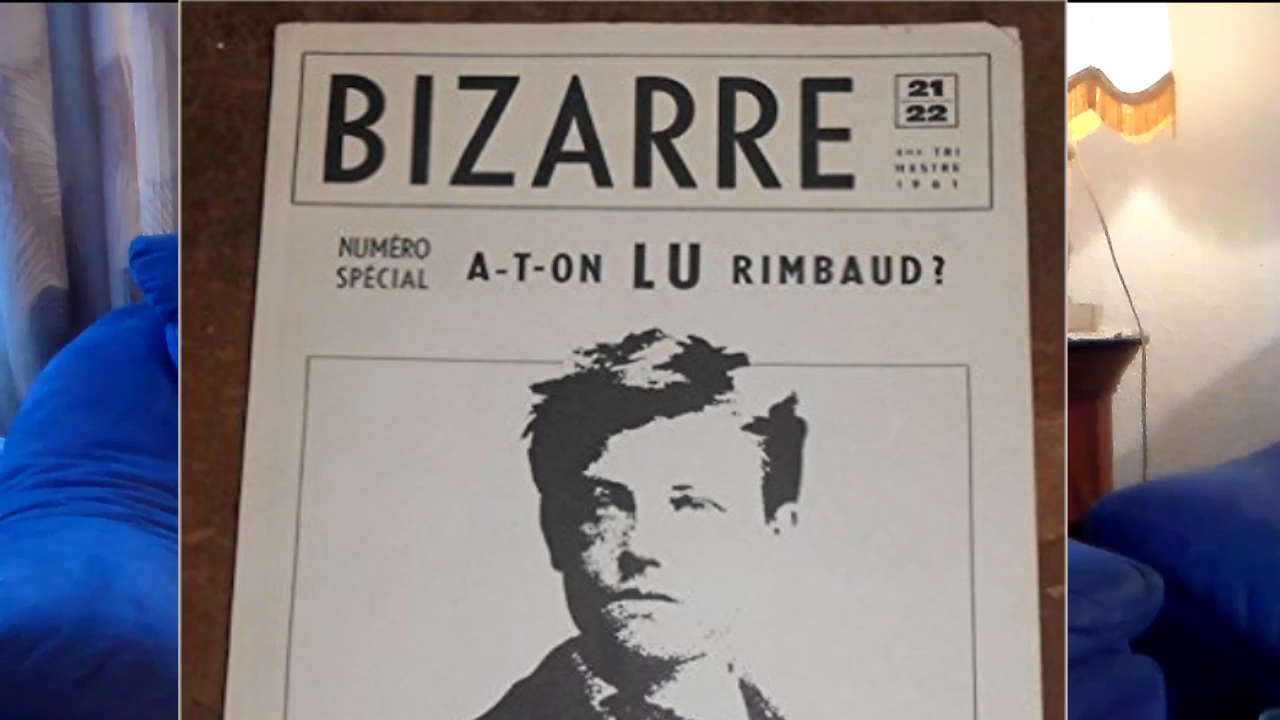 BIZARRE
21
22
4me TRI
MESTRE
1961
NUMÉRO
SPÉCIAL
A-T-ON LU RIMBAUD?